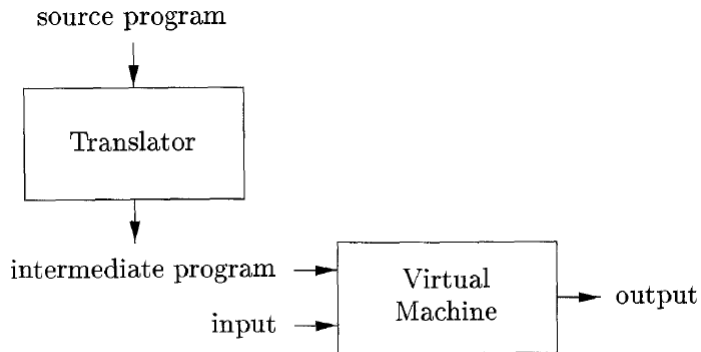 source program
Translator
intermediate program
input
Virtual
Machine
output